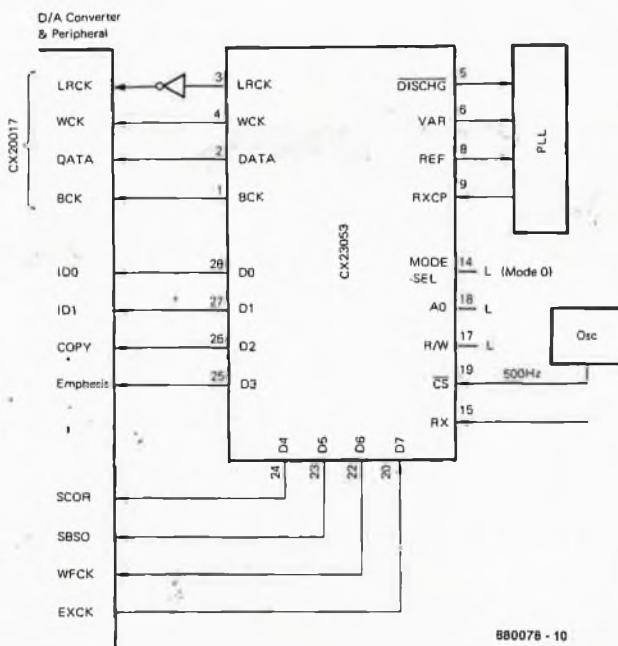 D/A Converter
& Peripheral
CX20017
LRCK
WCK
DATA
BCK
ID0
ID1
COPY
Emphesis
SCOR
SBSO
WFCK
EXCK
3
4
2
1
28
27
26
25
LRCK
WCK
DATA
BCK
D0
D1
D2
D3
CX23053
DISCHG
VAR
REF
RXCP
MODE
-SEL
A0
R/W
CS
RX
5
6
8
9
14 L (Mode 0)
18 L
17 L
19 500Hz
15
PLL
Osc
D4
D5
D6
D7
24
23
22
20
880078 - 10